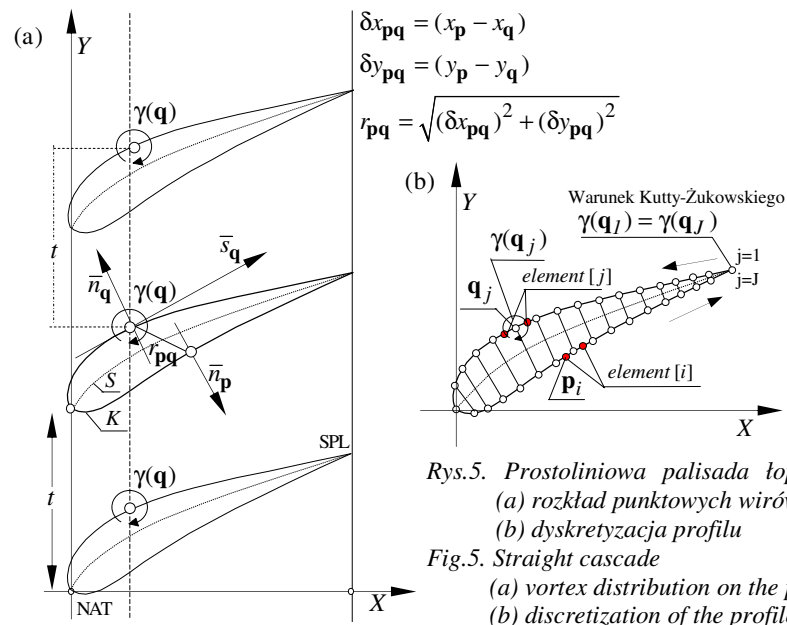 (a)
Y
δx_pq = (x_p − x_q)
δy_pq = (y_p − y_q)
r_pq = √((δx_pq)² + (δy_pq)²)
γ(q)
t
s̅_q
n̅_q
γ(q)
r_pq
n̅_p
S
K
SPL
t
γ(q)
NAT
X
(b)
Y
Warunek Kutty-Żukowskiego
γ(q_1) = γ(q_J)
γ(q_j)
j=1
j=J
q_j
element [j]
p_i
element [i]
X
Rys.5. Prostoliniowa palisada
(a) rozkład punktowych
(b) dyskretyzacja profilu
Fig.5. Straight cascade
(a) vortex distribution on the
(b) discretization of the